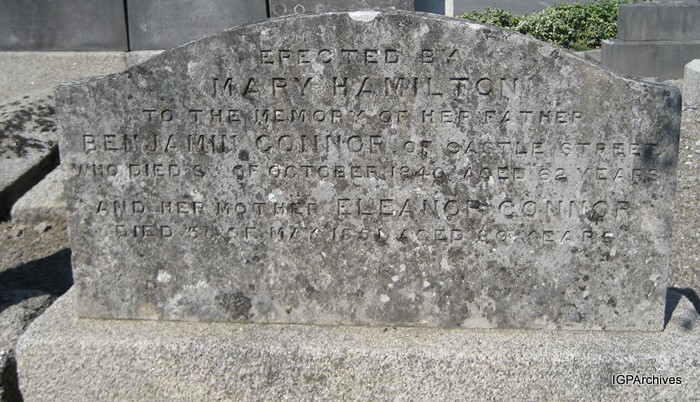 ERECTED BY
MARY HAMILTON
TO THE MEMORY OF HER FATHER
BENJAMIN CONNOR OF CASTLE STREET
WHO DIED OF OCTOBER 1840 AGED 62 YEARS
AND HER MOTHER ELEANOR CONNOR
DIED OF MAY AGED YEARS
IGPArchives